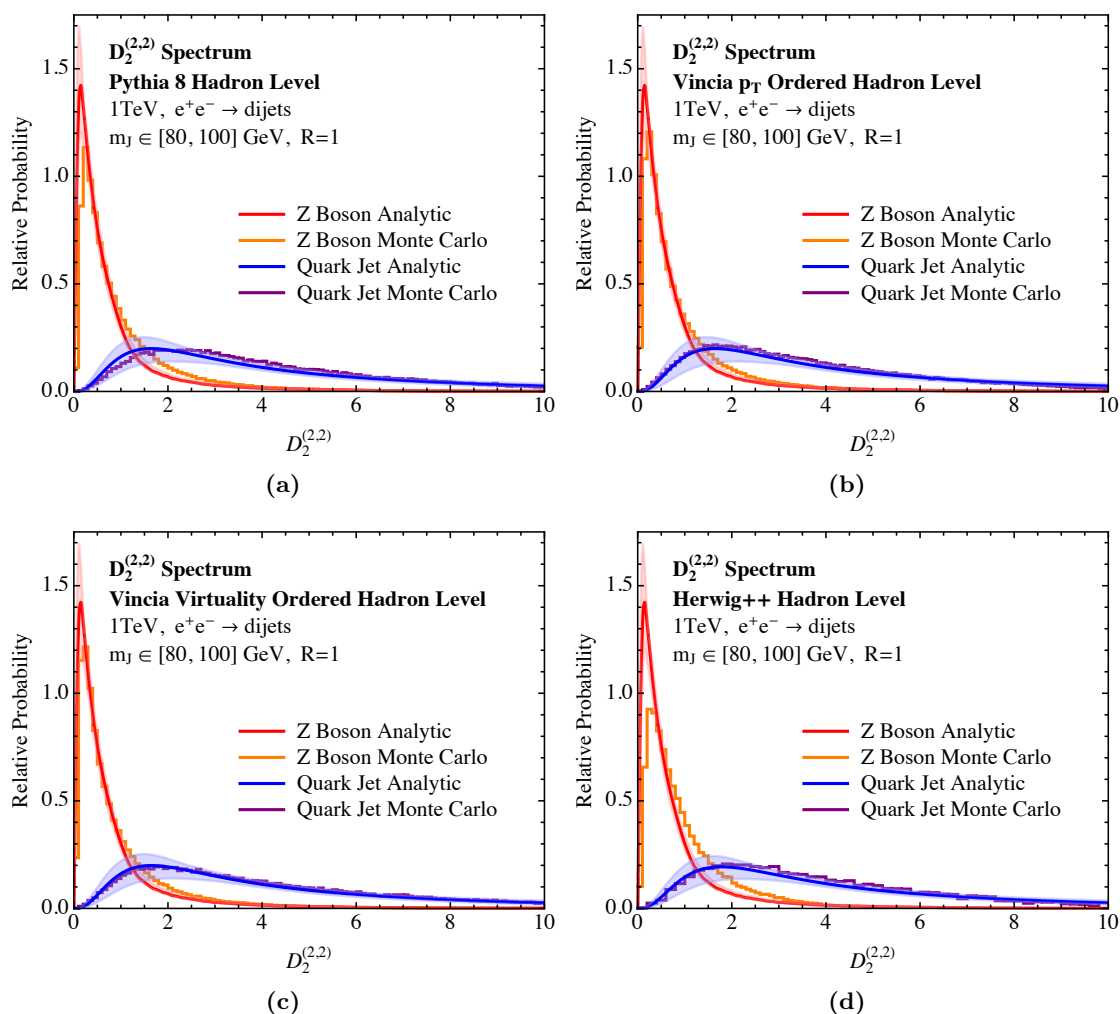 D₂^(2,2) Spectrum
Pythia 8 Hadron Level
1TeV, e⁺e⁻ → dijets
m_J ∈ [80, 100] GeV, R=1
Z Boson Analytic
Z Boson Monte Carlo
Quark Jet Analytic
Quark Jet Monte Carlo
Relative Probability
1.5
1.0
0.5
0.0
0 2 4 6 8 10
D₂^(2,2)
(a)
D₂^(2,2) Spectrum
Vincia p_T Ordered Hadron Level
1TeV, e⁺e⁻ → dijets
m_J ∈ [80, 100] GeV, R=1
Z Boson Analytic
Z Boson Monte Carlo
Quark Jet Analytic
Quark Jet Monte Carlo
Relative Probability
1.5
1.0
0.5
0.0
0 2 4 6 8 10
D₂^(2,2)
(b)
D₂^(2,2) Spectrum
Vincia Virtuality Ordered Hadron Level
1TeV, e⁺e⁻ → dijets
m_J ∈ [80, 100] GeV, R=1
Z Boson Analytic
Z Boson Monte Carlo
Quark Jet Analytic
Quark Jet Monte Carlo
Relative Probability
1.5
1.0
0.5
0.0
0 2 4 6 8 10
D₂^(2,2)
(c)
D₂^(2,2) Spectrum
Herwig++ Hadron Level
1TeV, e⁺e⁻ → dijets
m_J ∈ [80, 100] GeV, R=1
Z Boson Analytic
Z Boson Monte Carlo
Quark Jet Analytic
Quark Jet Monte Carlo
Relative Probability
1.5
1.0
0.5
0.0
0 2 4 6 8 10
D₂^(2,2)
(d)